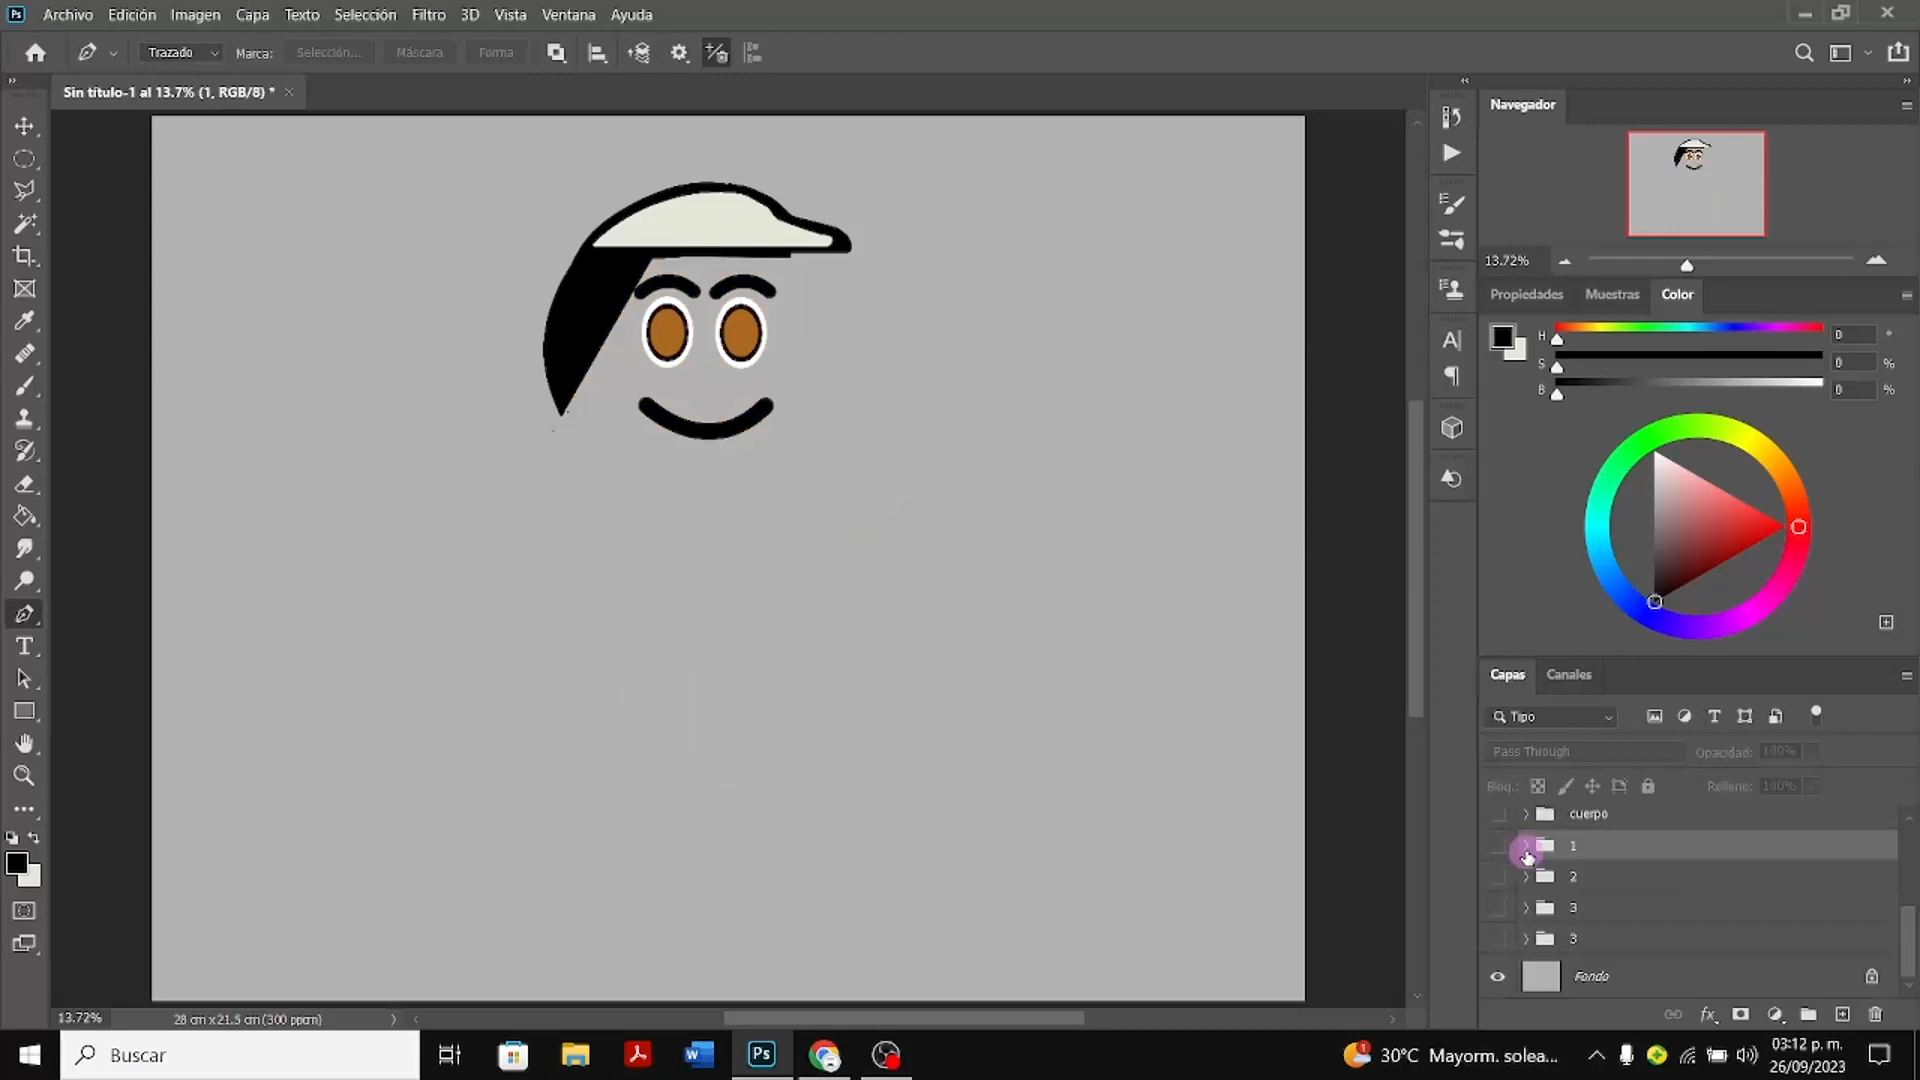 Ps Archivo Edición Imagen Capa Texto Selección Filtro 3D Vista Ventana Ayuda
Trazado Marca: Selección... Máscara Forma
Sin título-1 al 13.7% (1, RGB/8) *
Navegador
13.72%
Propiedades Muestras Color
H 0 °
S 0 %
B 0 %
Capas Canales
Tipo
Pass Through Opacidad: 100%
Bloq.: Relleno: 100%
cuerpo
1
2
3
3
Fondo
13.72% 28 cm x 21.5 cm (300 ppcm)
Buscar
Ps
1 30°C Mayorm. solea...
03:12 p. m.
26/09/2023